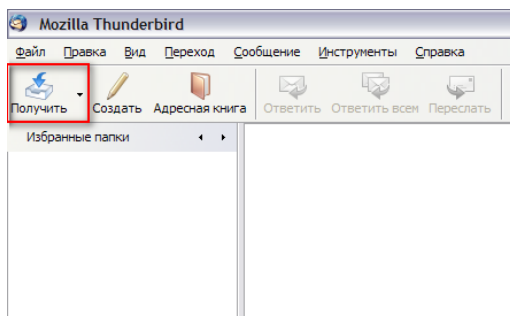 Mozilla Thunderbird
Файл Правка Вид Переход Сообщение Инструменты Справка
Получить Создать Адресная книга Ответить Ответить всем Переслать
Избранные папки